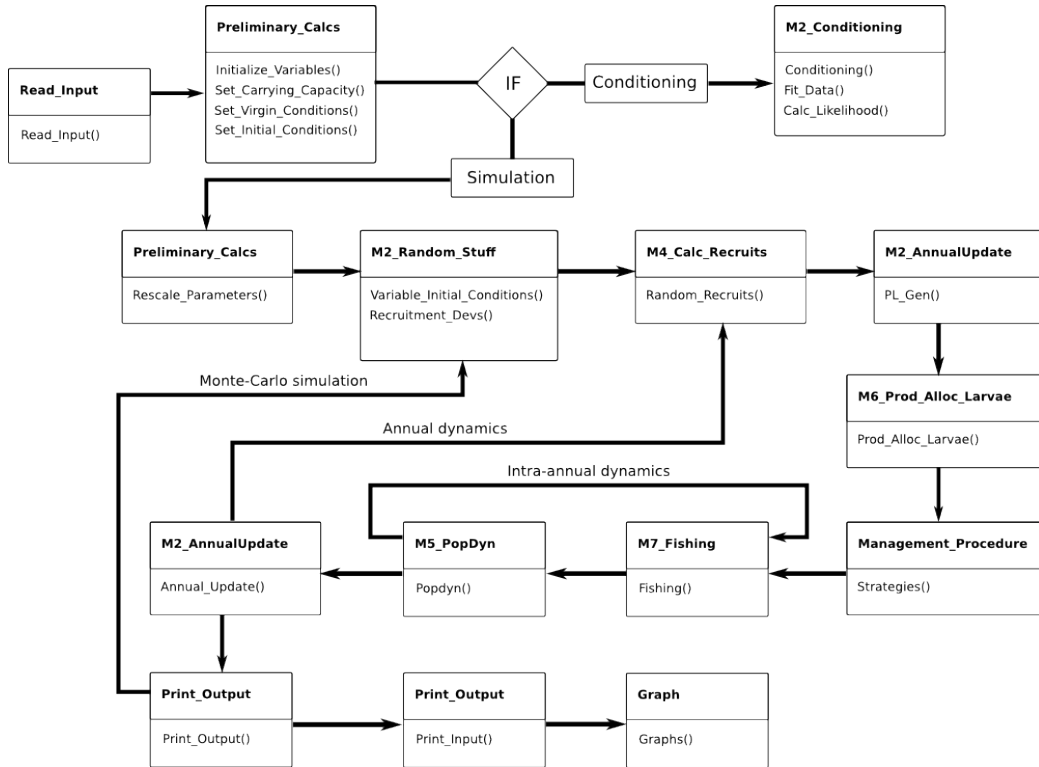 Read_Input
Read_Input()
Preliminary_Calcs
Initialize_Variables()
Set_Carrying_Capacity()
Set_Virgin_Conditions()
Set_Initial_Conditions()
IF
Conditioning
M2_Conditioning
Conditioning()
Fit_Data()
Calc_Likelihood()
Simulation
Preliminary_Calcs
Rescale_Parameters()
M2_Random_Stuff
Variable_Initial_Conditions()
Recruitment_Devs()
M4_Calc_Recruits
Random_Recruits()
M2_AnnualUpdate
PL_Gen()
Monte-Carlo simulation
Annual dynamics
M6_Prod_Alloc_Larvae
Prod_Alloc_Larvae()
Intra-annual dynamics
M2_AnnualUpdate
Annual_Update()
M5_PopDyn
Popdyn()
M7_Fishing
Fishing()
Management_Procedure
Strategies()
Print_Output
Print_Output()
Print_Output
Print_Input()
Graph
Graphs()